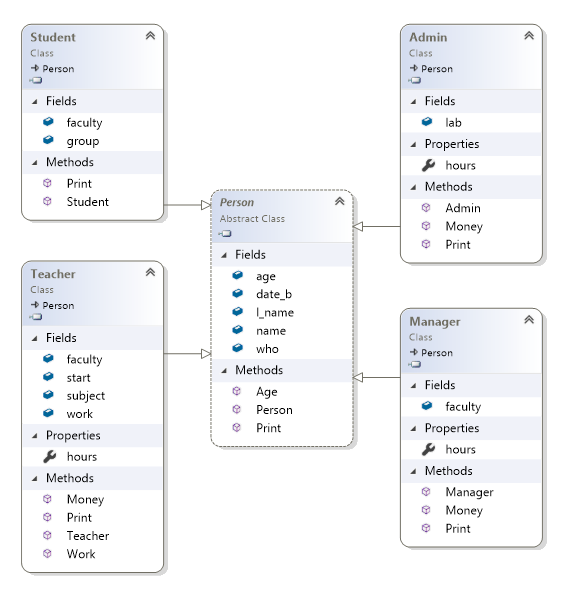 Student
Class
Person
Fields
faculty
group
Methods
Print
Student
Teacher
Class
Person
Fields
faculty
start
subject
work
Properties
hours
Methods
Money
Print
Teacher
Work
Person
Abstract Class
Fields
age
date_b
l_name
name
who
Methods
Age
Person
Print
Admin
Class
Person
Fields
lab
Properties
hours
Methods
Admin
Money
Print
Manager
Class
Person
Fields
faculty
Properties
hours
Methods
Manager
Money
Print